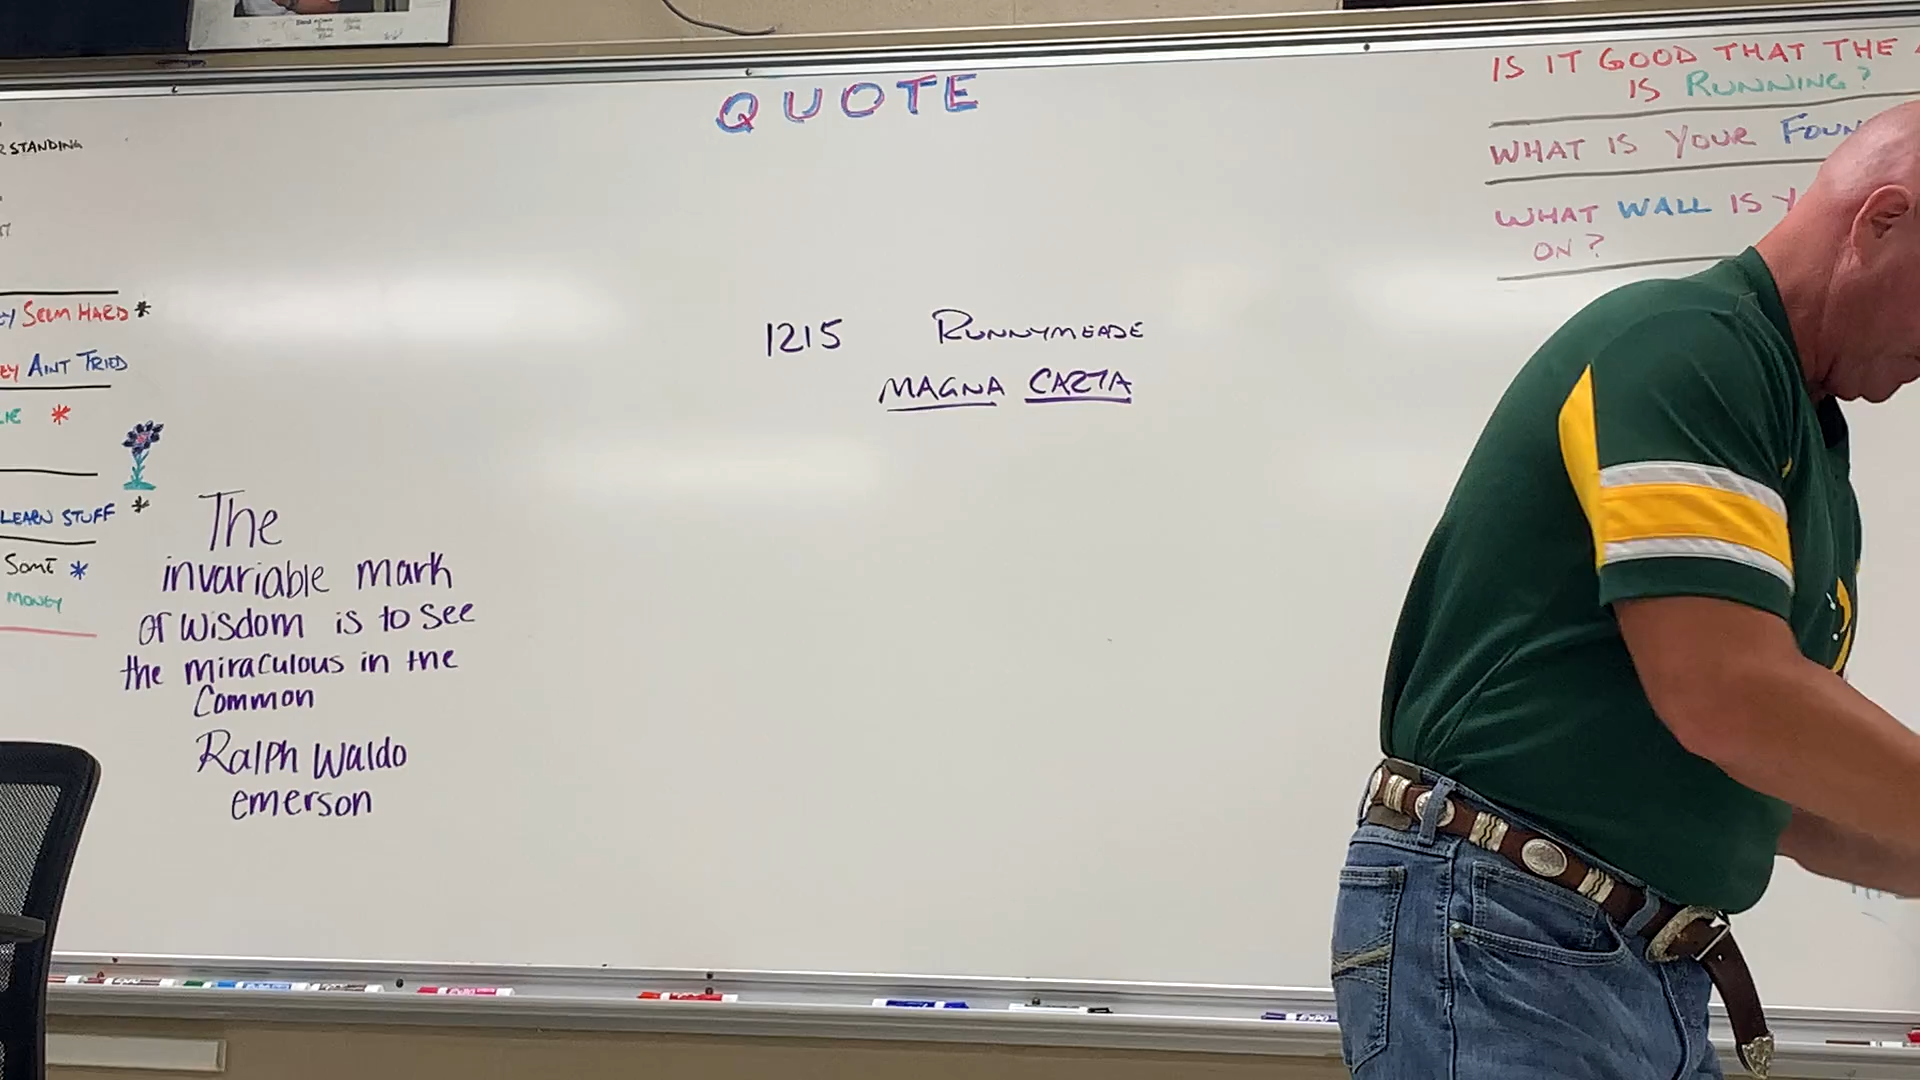 QUOTE
1215 RUNNYMEADE
MAGNA CARTA
The
invariable mark
of wisdom is to see
the miraculous in the
Common
Ralph Waldo
emerson
STANDING
SEEM HARD *
AINT TRIED
*
LEARN STUFF *
SOME *
MONEY
IS IT GOOD THAT THE
IS RUNNING?
WHAT IS YOUR FOUN
WHAT WALL IS Y
ON?